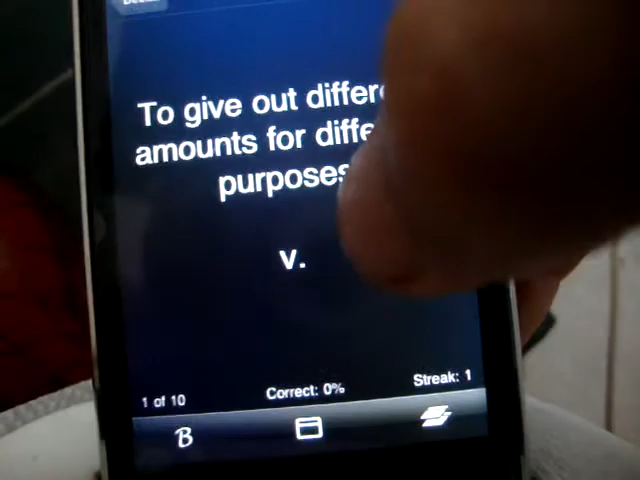 To give out
amounts for
purposes
v.
1 of 10 Correct: 0% Streak: 1
B